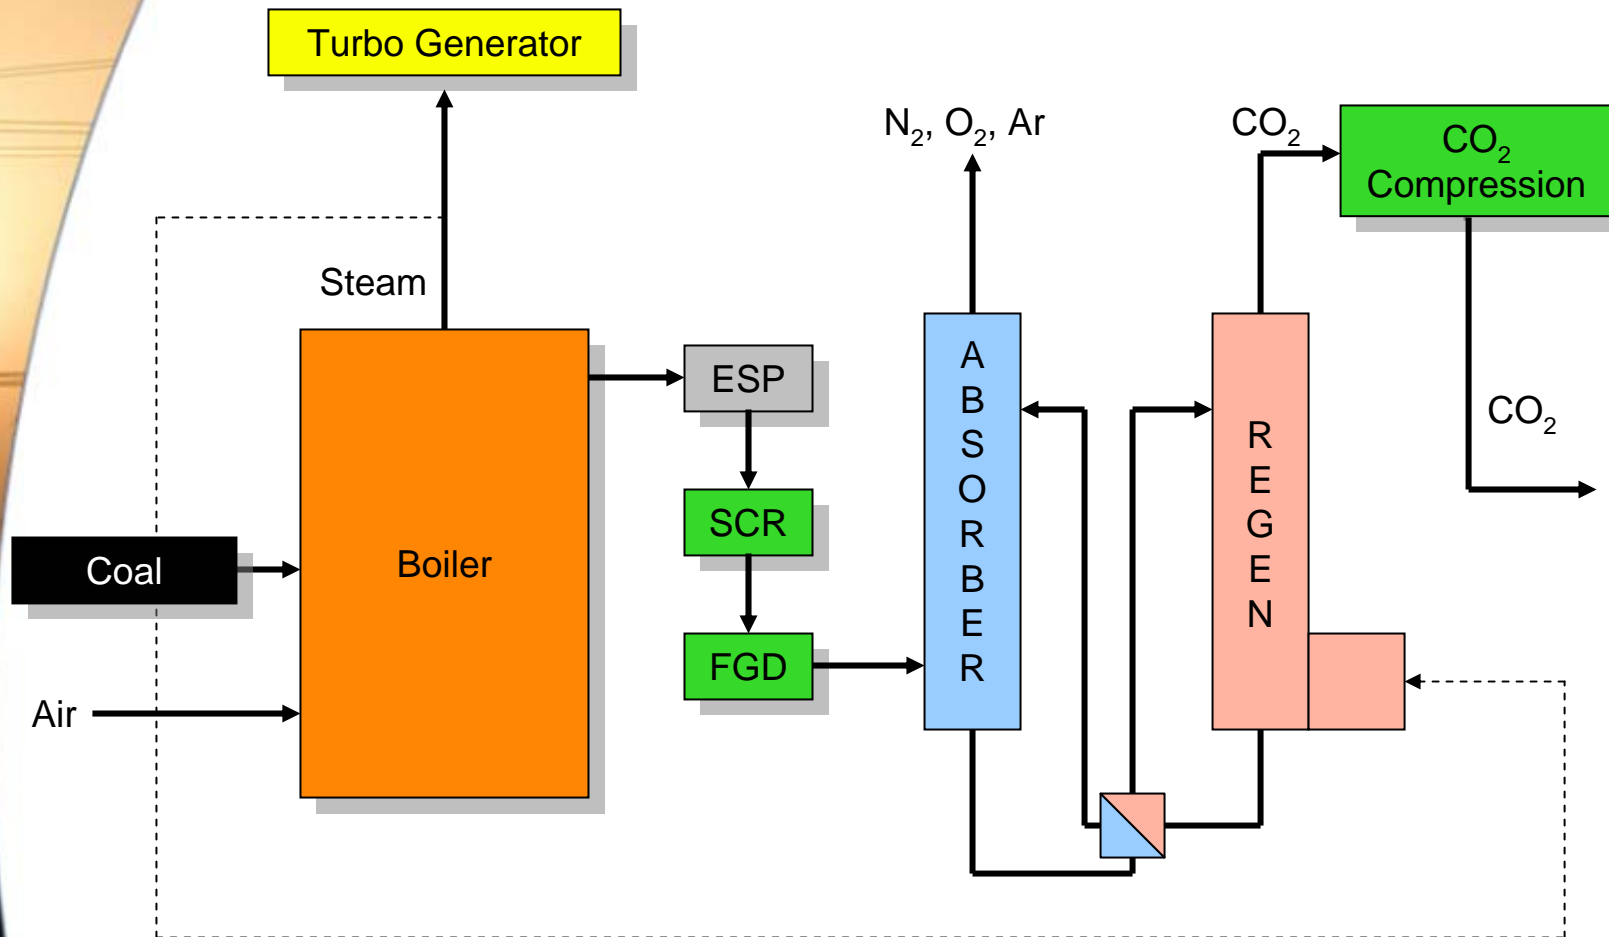 Turbo Generator
N₂, O₂, Ar
CO₂
CO₂
Compression
Steam
ESP
A
B
S
O
R
B
E
R
R
E
G
E
N
CO₂
SCR
Coal
Boiler
FGD
Air